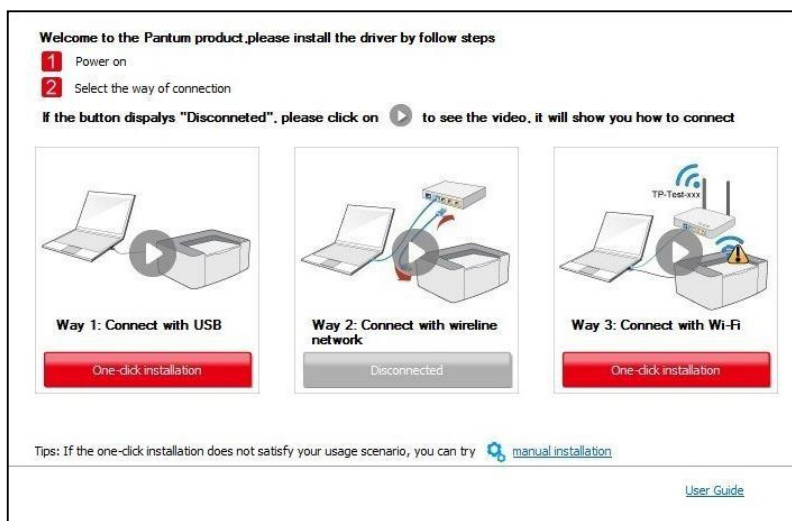 Welcome to the Pantum product,please install the driver by follow steps
1 Power on
2 Select the way of connection
If the button dispalys "Disconneted", please click on to see the video, it will show you how to connect
TP-Test-xxx
Way 1: Connect with USB
One-click installation
Way 2: Connect with wireline
network
Disconnected
Way 3: Connect with Wi-Fi
One-click installation
Tips: If the one-click installation does not satisfy your usage scenario, you can try manual installation
User Guide